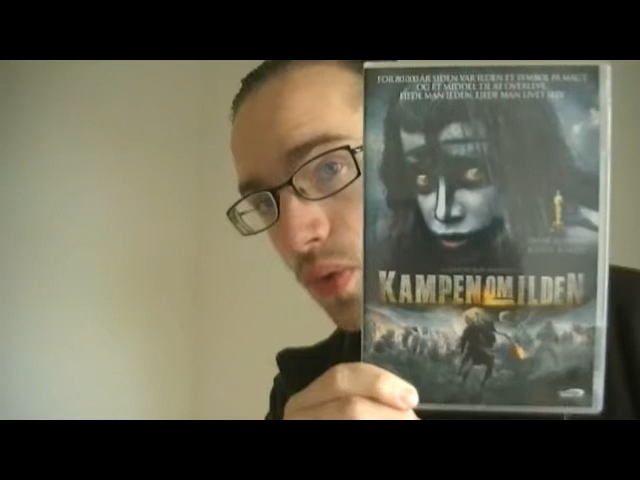 FOR 80.000 ÅR SIDEN VAR ILDEN ET SYMBOL PÅ MAGT
OG ET MIDDEL TIL AT OVERLEVE.
EJEDE MAN ILDEN, EJEDE MAN LIVET SELV
KAMPEN OM ILDEN